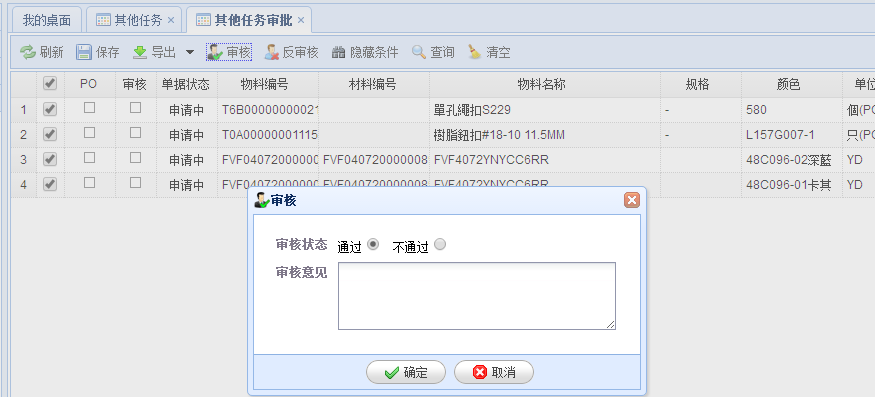 我的桌面 其他任务 × 其他任务审批 ×
刷新 保存 导出 审核 反审核 隐藏条件 查询 清空
PO 审核 单据状态 物料编号 材料编号 物料名称 规格 颜色 单位
1 申请中 T6B00000000021 單孔繩扣S229 - 580 個(PC
2 申请中 T0A00000001115 樹脂鈕扣#18-10 11.5MM - L157G007-1 只(PC
3 申请中 FVF04072000000 FVF040720000008 FVF4072YNYCC6RR 48C096-02深藍 YD
4 申请中 FVF04072000000 FVF040720000008 FVF4072YNYCC6RR 48C096-01卡其 YD
审核
审核状态 通过 不通过
审核意见
确定 取消